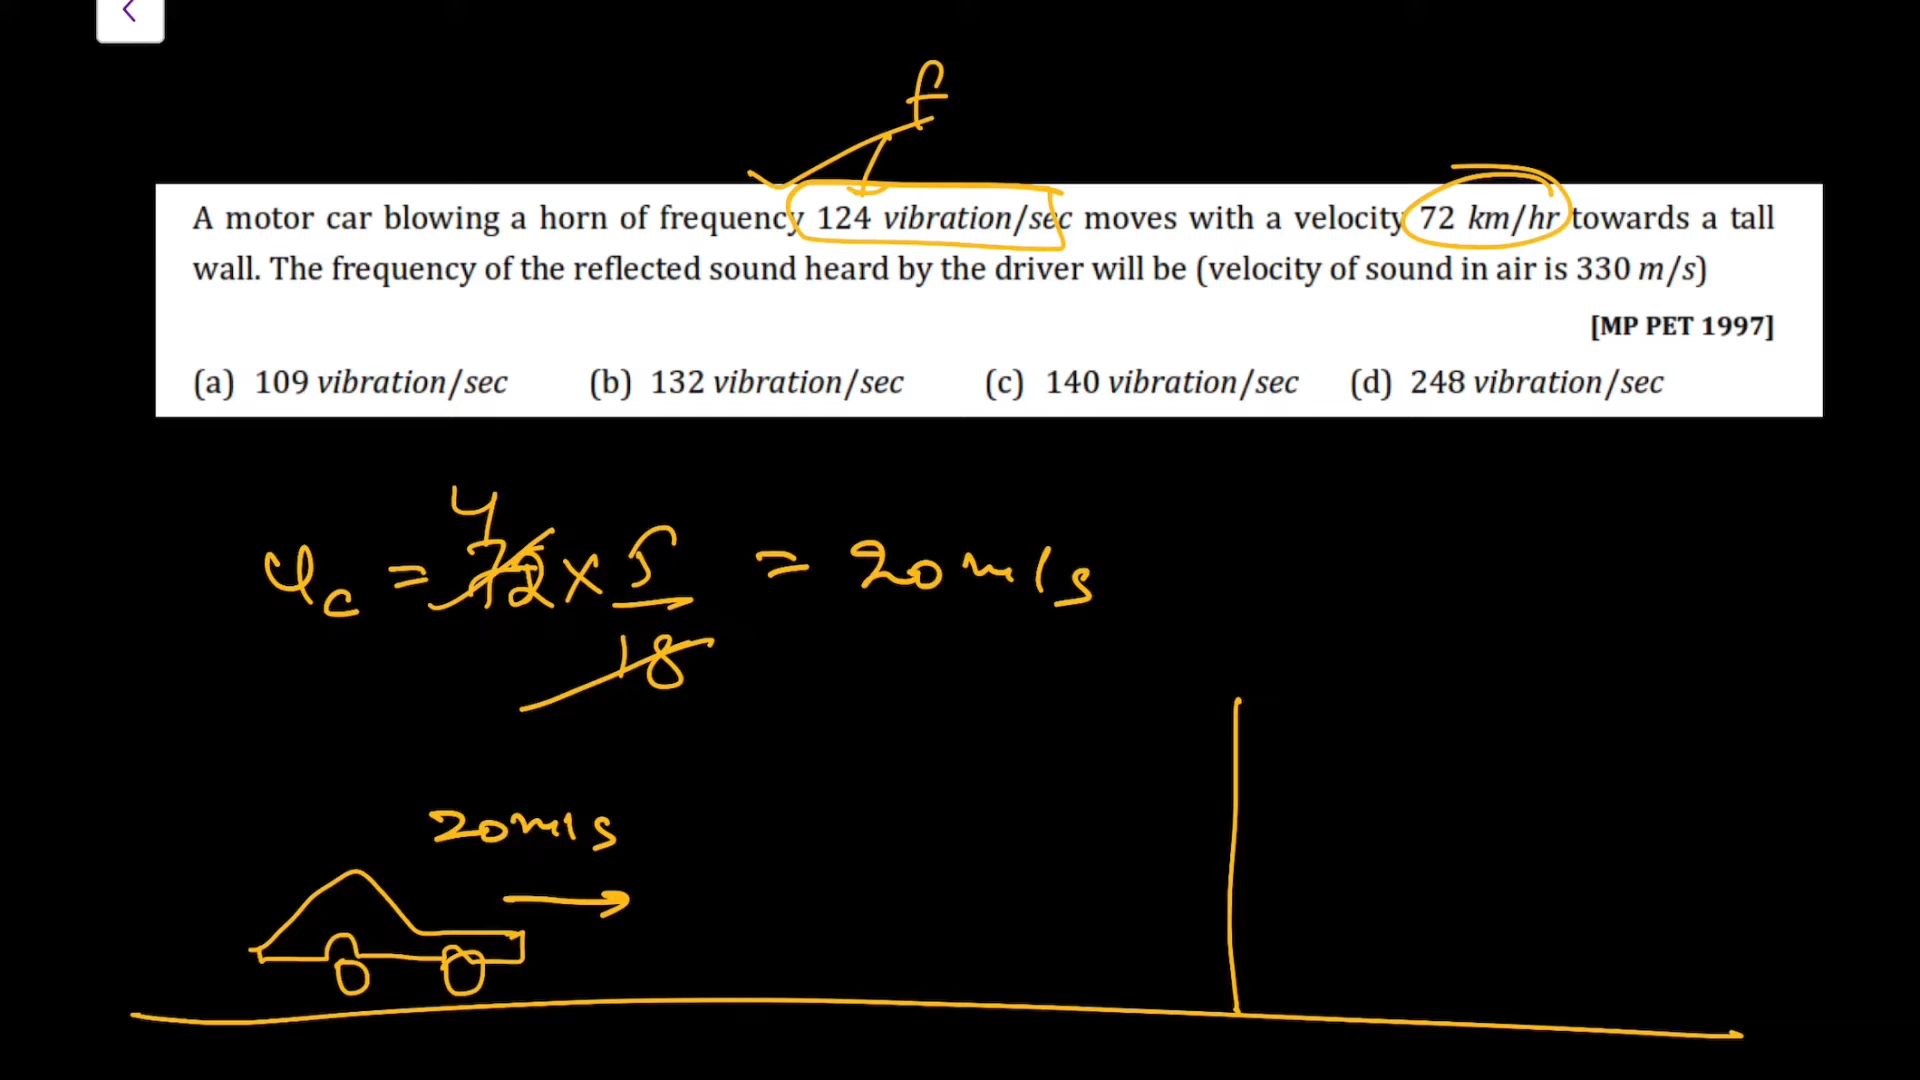 f
A motor car blowing a horn of frequency 124 vibration/sec moves with a velocity 72 km/hr towards a tall
wall. The frequency of the reflected sound heard by the driver will be (velocity of sound in air is 330 m/s)
[MP PET 1997]
(a) 109 vibration/sec (b) 132 vibration/sec (c) 140 vibration/sec (d) 248 vibration/sec
4
vc = 72 × 5 = 20 m/s
18
20 m/s